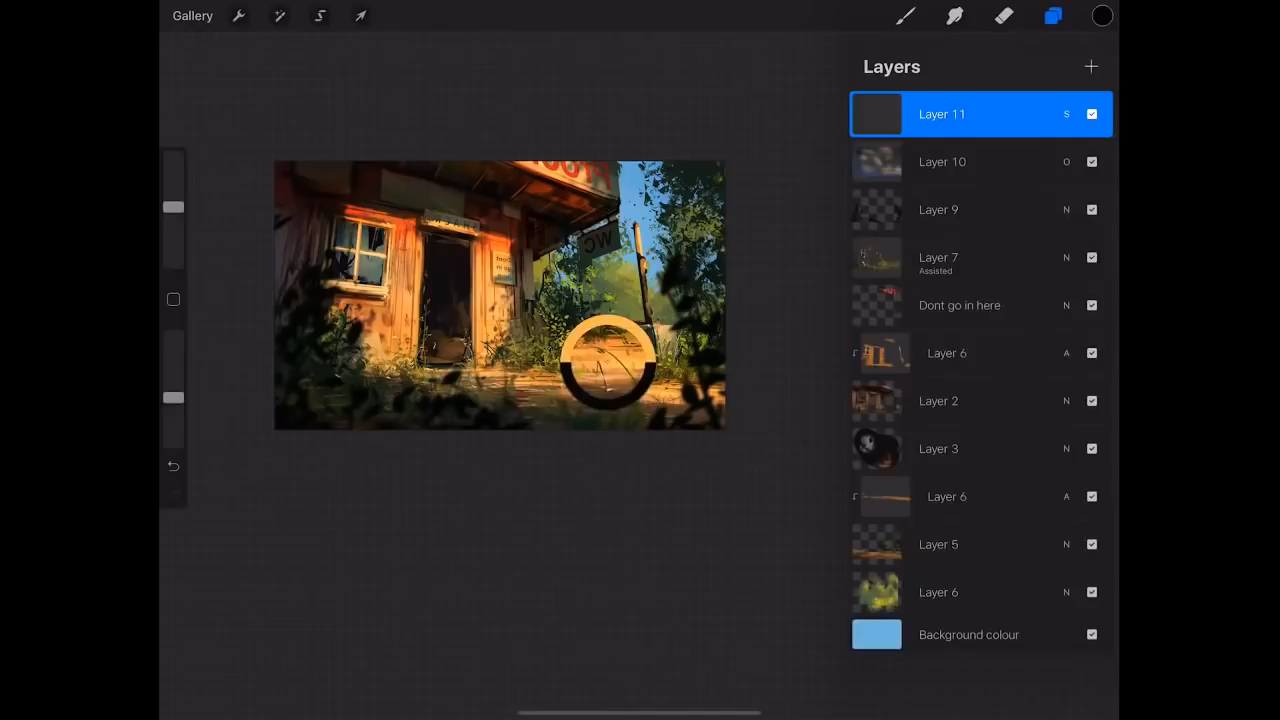 Gallery
Layers
Layer 11 S
Layer 10 O
Layer 9 N
Layer 7 N
Assisted
Dont go in here N
Layer 6 A
Layer 2 N
Layer 3 N
Layer 6 A
Layer 5 N
Layer 6 N
Background colour
WC